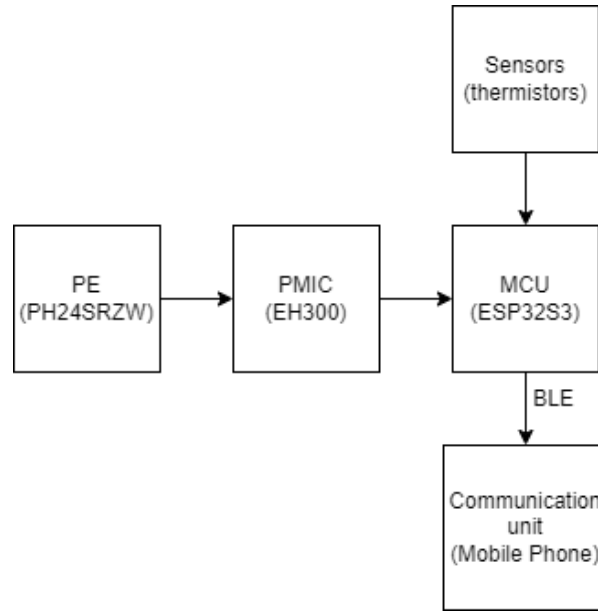 Sensors
(thermistors)
PE
(PH24SRZW)
PMIC
(EH300)
MCU
(ESP32S3)
BLE
Communication
unit
(Mobile Phone)